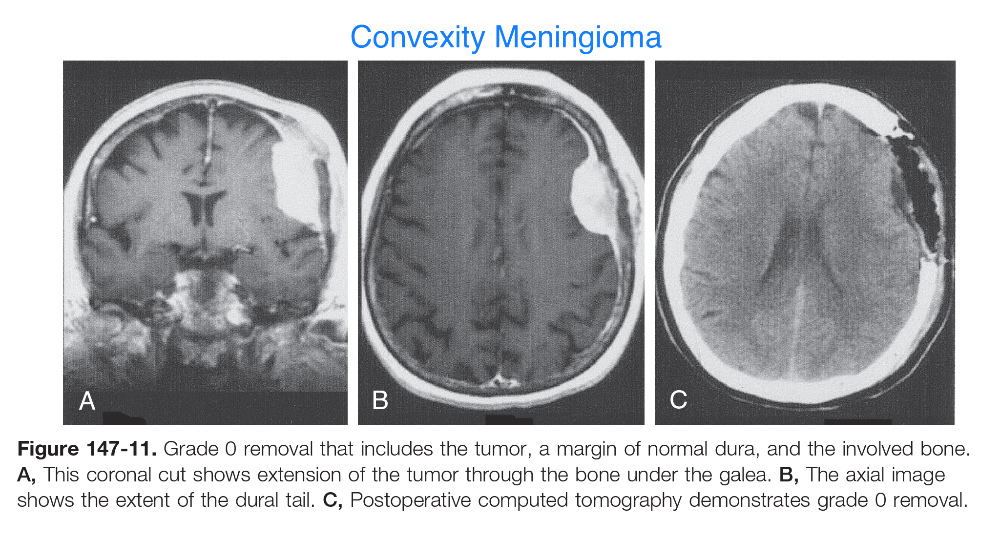 Convexity Meningioma
A
B
C
Figure 147-11. Grade 0 removal that includes the tumor, a margin of normal dura, and the involved bone.
A, This coronal cut shows extension of the tumor through the bone under the galea. B, The axial image
shows the extent of the dural tail. C, Postoperative computed tomography demonstrates grade 0 removal.